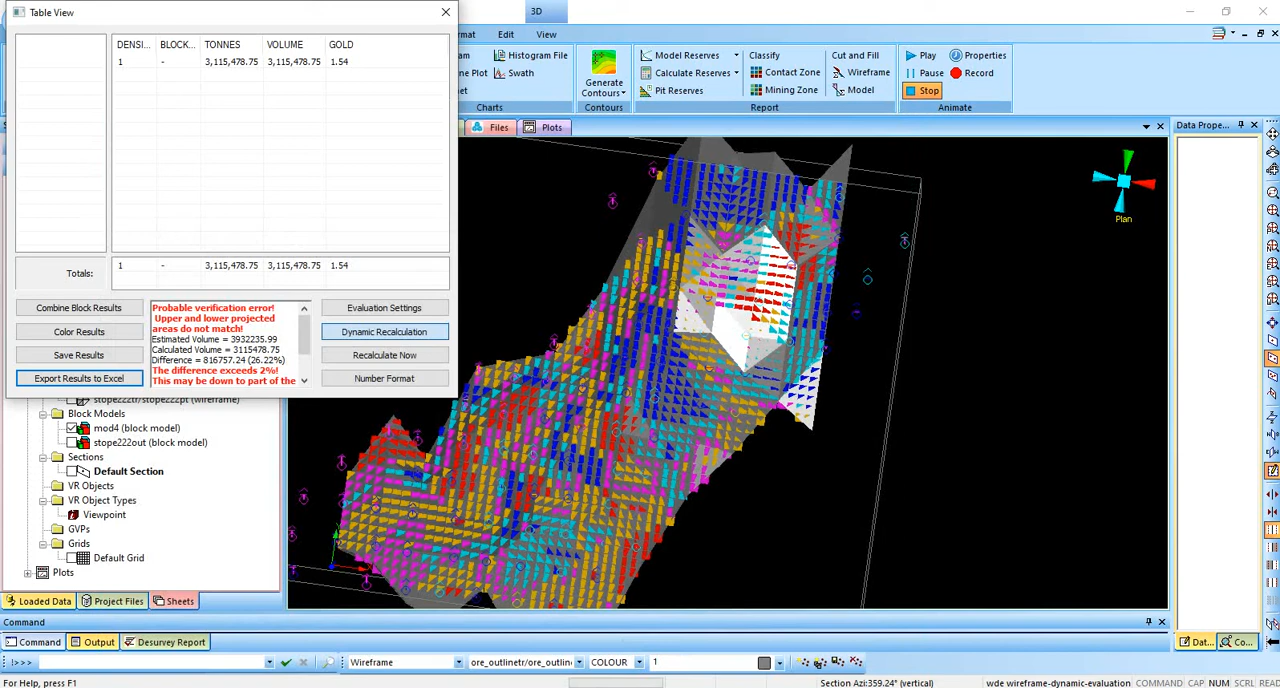 Table View
DENSI... BLOCK... TONNES VOLUME GOLD
1 - 3,115,478.75 3,115,478.75 1.54
Totals:
1 - 3,115,478.75 3,115,478.75 1.54
Combine Block Results
Color Results
Save Results
Export Results to Excel
Probable verification error!
Upper and lower projected
areas do not match!
Estimated Volume = 3932235.99
Calculated Volume = 3115478.75
Difference = 816757.24 (26.22%)
The difference exceeds 2%!
This may be down to part of the
Evaluation Settings
Dynamic Recalculation
Recalculate Now
Number Format
3D
Edit View
Histogram File
Swath
Charts
Generate
Contours
Contours
Model Reserves
Calculate Reserves
Pit Reserves
Classify
Contact Zone
Mining Zone
Report
Cut and Fill
Wireframe
Model
Play
Pause
Stop
Properties
Record
Animate
Files Plots
Data Prope...
Plan
stope222tr/stope222pt (wireframe)
Block Models
mod4 (block model)
stope222out (block model)
Sections
Default Section
VR Objects
VR Object Types
Viewpoint
GVPs
Grids
Default Grid
Plots
Loaded Data Project Files Sheets
Command
Command Output Desurvey Report
Dat... Co...
!>>> Wireframe ore_outlinetr/ore_outlin COLOUR 1
For Help, press F1 Section Azi:359.24° (vertical) wde wireframe-dynamic-evaluation COMMAND CAP NUM SCRL READ